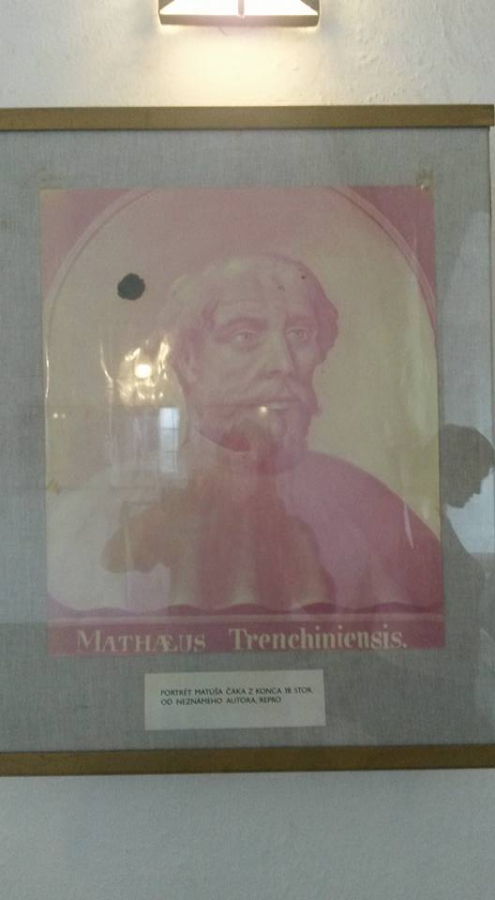 MATHÆUS Trenchiniensis.
PORTRÉT MATÚŠA ČÁKA Z KONCA 18. STOR.
OD NEZNÁMEHO AUTORA, REPRO